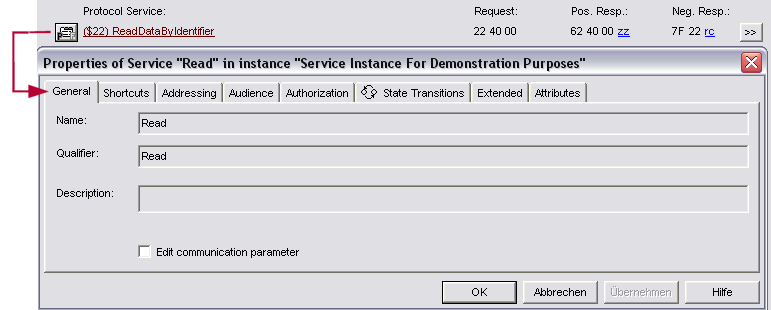 Protocol Service: Request: Pos. Resp.: Neg. Resp.:
($22) ReadDataByIdentifier 22 40 00 62 40 00 zz 7F 22 rc >>
Properties of Service "Read" in instance "Service Instance For Demonstration Purposes"
General Shortcuts Addressing Audience Authorization State Transitions Extended Attributes
Name: Read
Qualifier: Read
Description:
Edit communication parameter
OK Abbrechen Übernehmen Hilfe